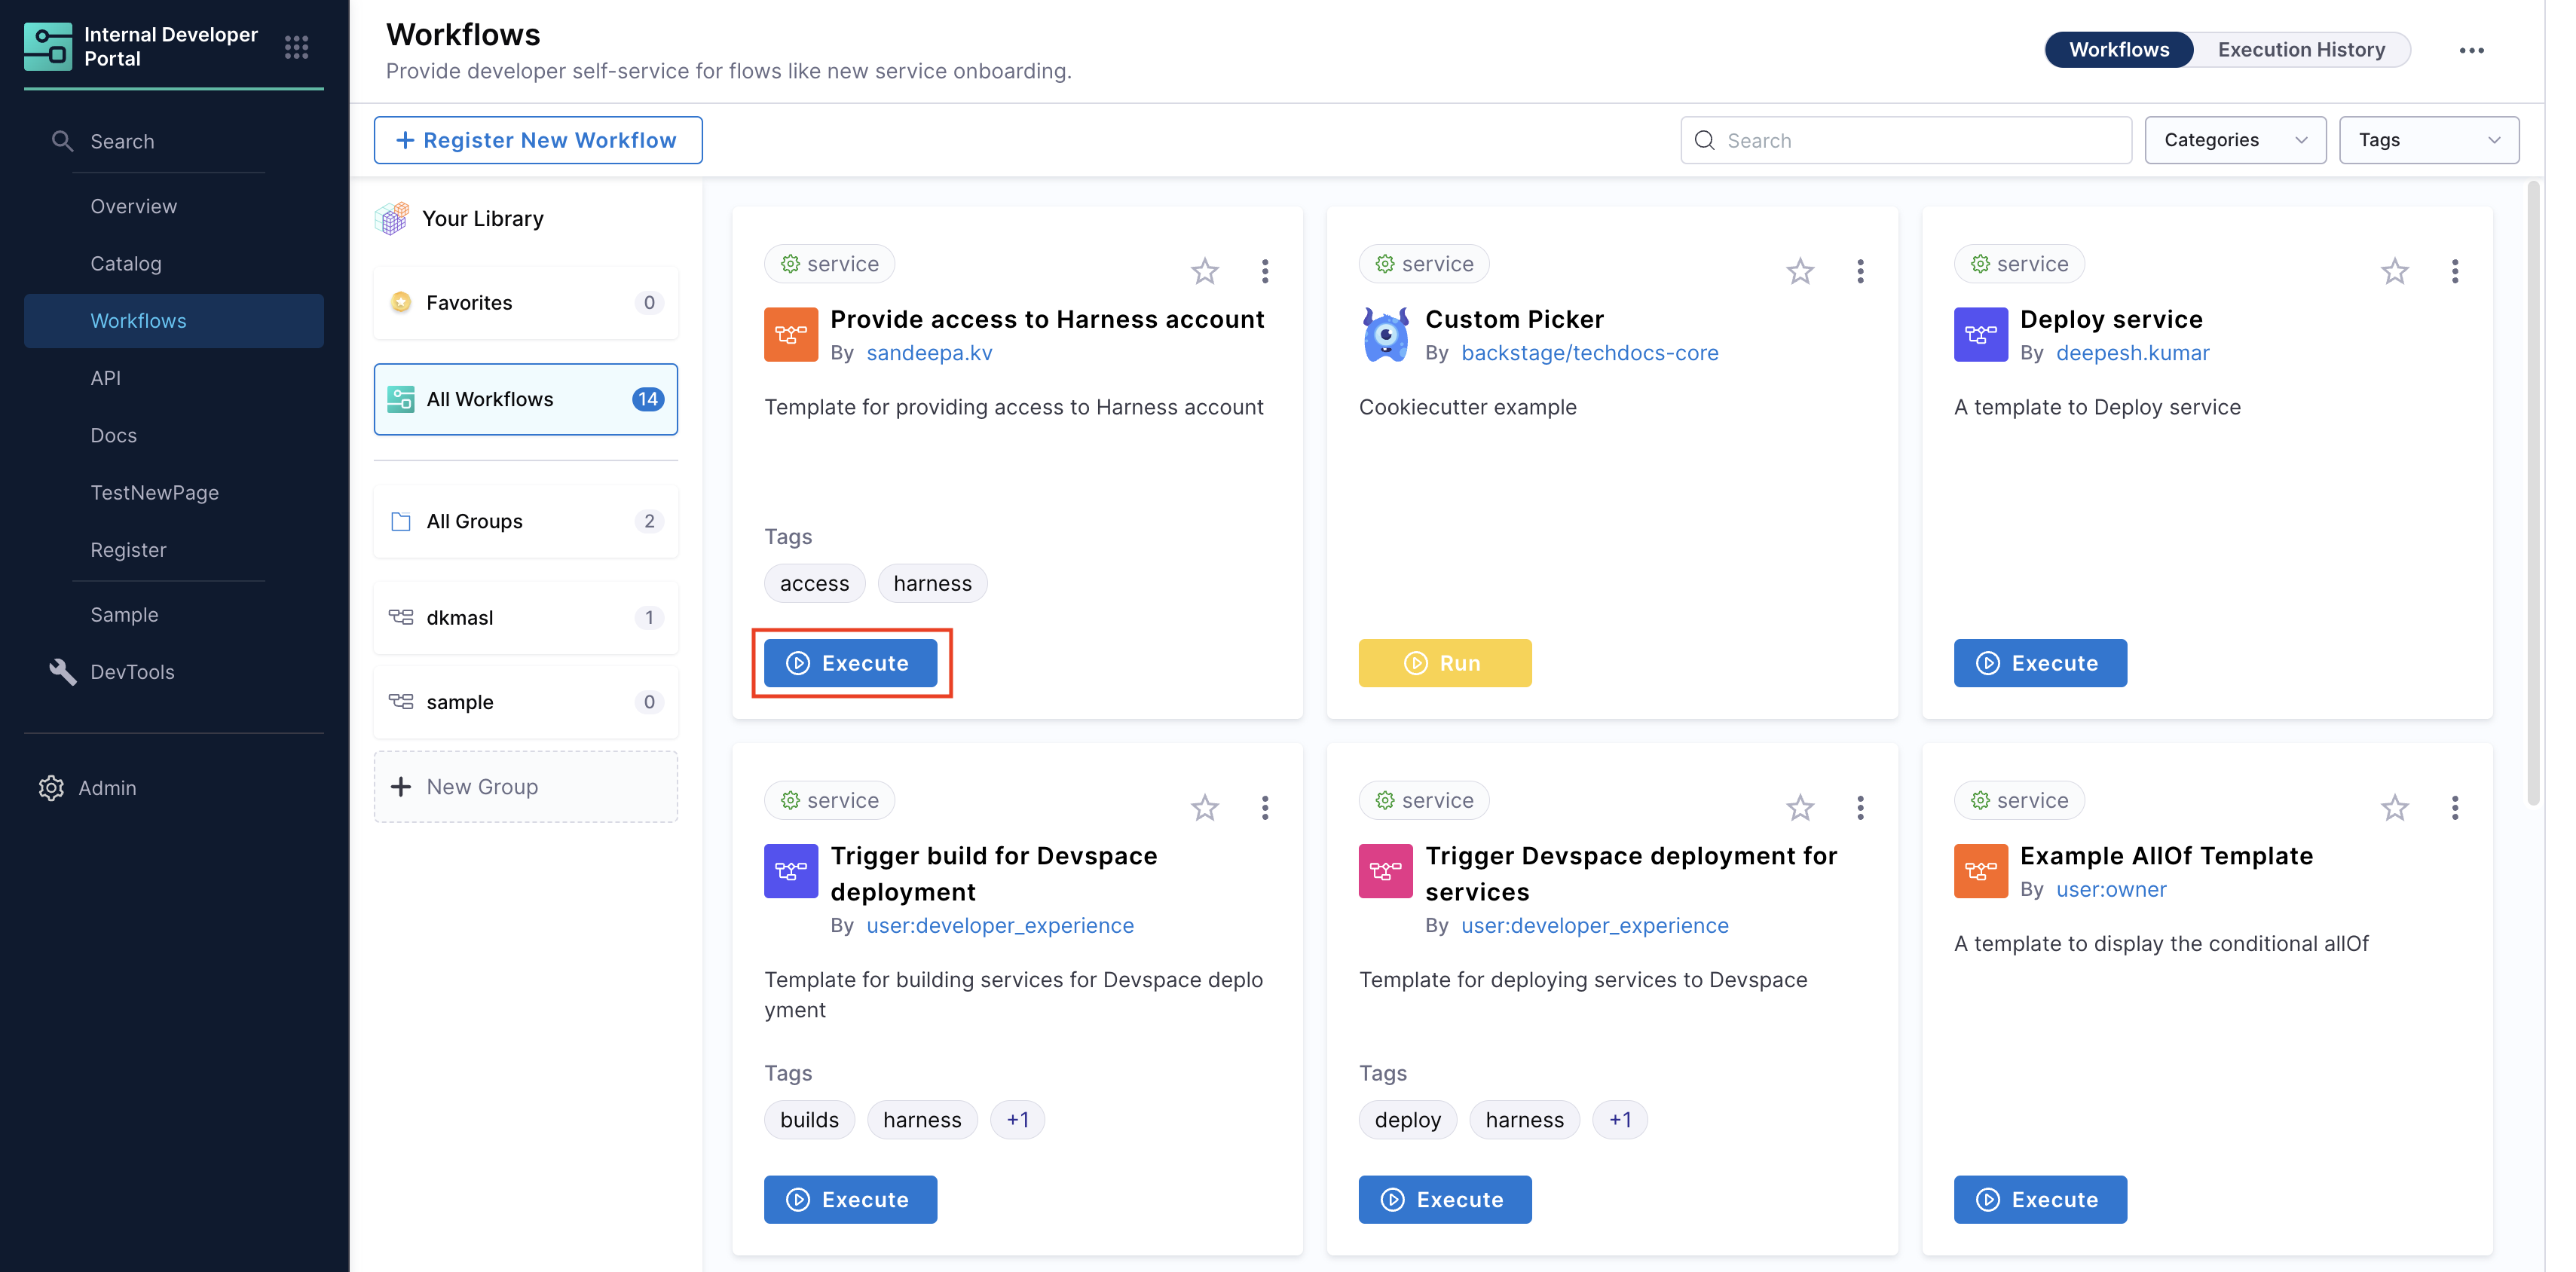 Internal Developer
Portal
Search
Overview
Catalog
Workflows
API
Docs
TestNewPage
Register
Sample
DevTools
Admin
Workflows
Provide developer self-service for flows like new service onboarding.
Workflows
Execution History
+ Register New Workflow
Search
Categories
Tags
Your Library
Favorites 0
All Workflows 14
All Groups 2
dkmasl 1
sample 0
+ New Group
service
Provide access to Harness account
By sandeepa.kv
Template for providing access to Harness account
Tags
access harness
Execute
service
Custom Picker
By backstage/techdocs-core
Cookiecutter example
Run
service
Deploy service
By deepesh.kumar
A template to Deploy service
Execute
service
Trigger build for Devspace
deployment
By user:developer_experience
Template for building services for Devspace deplo
yment
Tags
builds harness +1
Execute
service
Trigger Devspace deployment for
services
By user:developer_experience
Template for deploying services to Devspace
Tags
deploy harness +1
Execute
service
Example AllOf Template
By user:owner
A template to display the conditional allOf
Execute